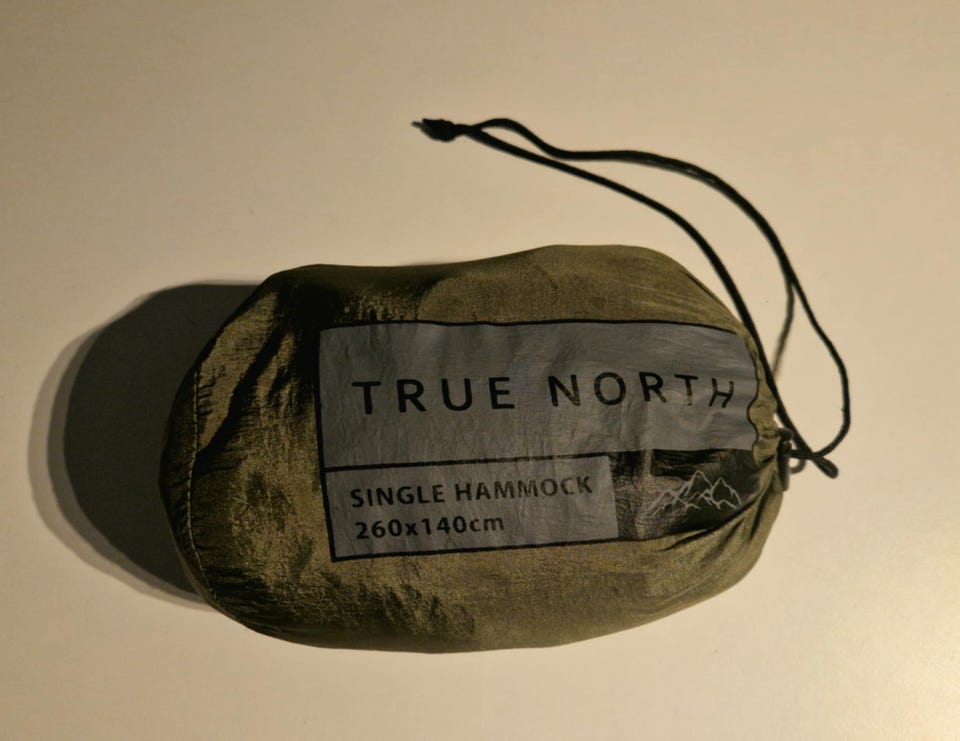 TRUE NORTH
SINGLE HAMMOCK
260x140cm